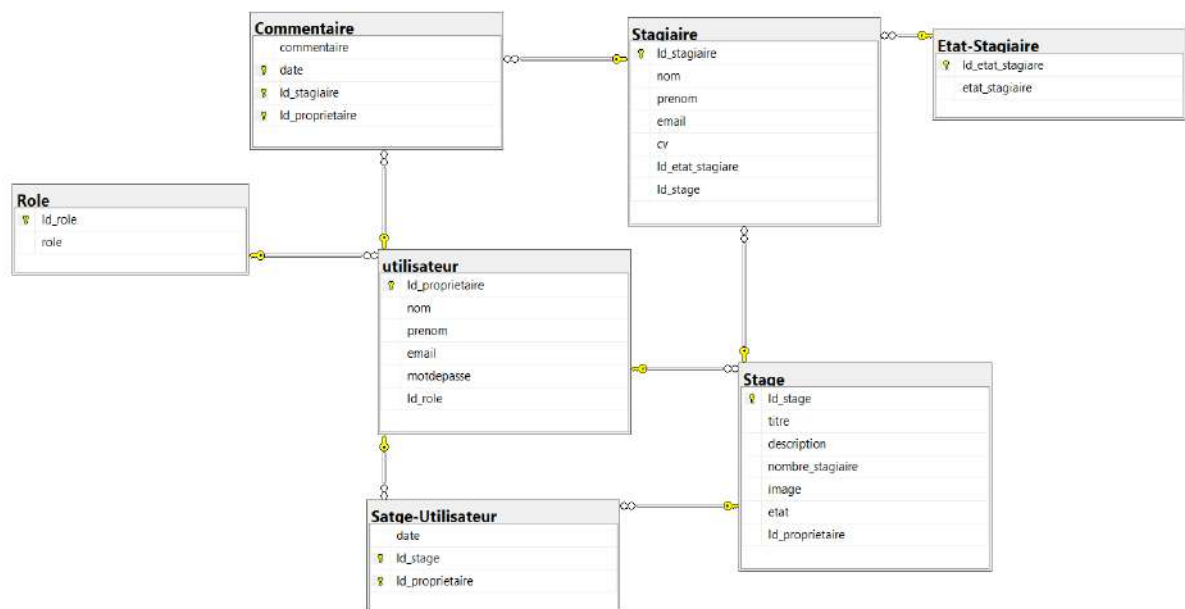 Commentaire
commentaire
date
Id_stagiaire
Id_proprietaire
Stagiaire
Id_stagiaire
nom
prenom
email
cv
Id_etat_stagiare
Id_stage
Etat-Stagiaire
Id_etat_stagiare
etat_stagiaire
Role
Id_role
role
utilisateur
Id_proprietaire
nom
prenom
email
motdepasse
Id_role
Stage
Id_stage
titre
description
nombre_stagiaire
image
etat
Id_proprietaire
Satge-Utilisateur
date
Id_stage
Id_proprietaire